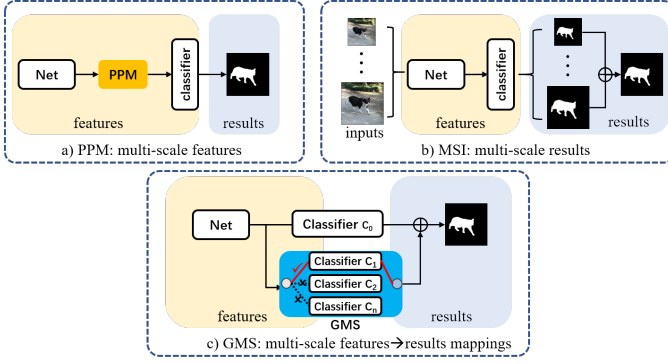 Net
PPM
classifier
features
results
a) PPM: multi-scale features
inputs
Net
classifier
features
results
b) MSI: multi-scale results
Net
Classifier C₀
Classifier C₁
Classifier C₂
Classifier Cₙ
GMS
features
results
c) GMS: multi-scale features→results mappings